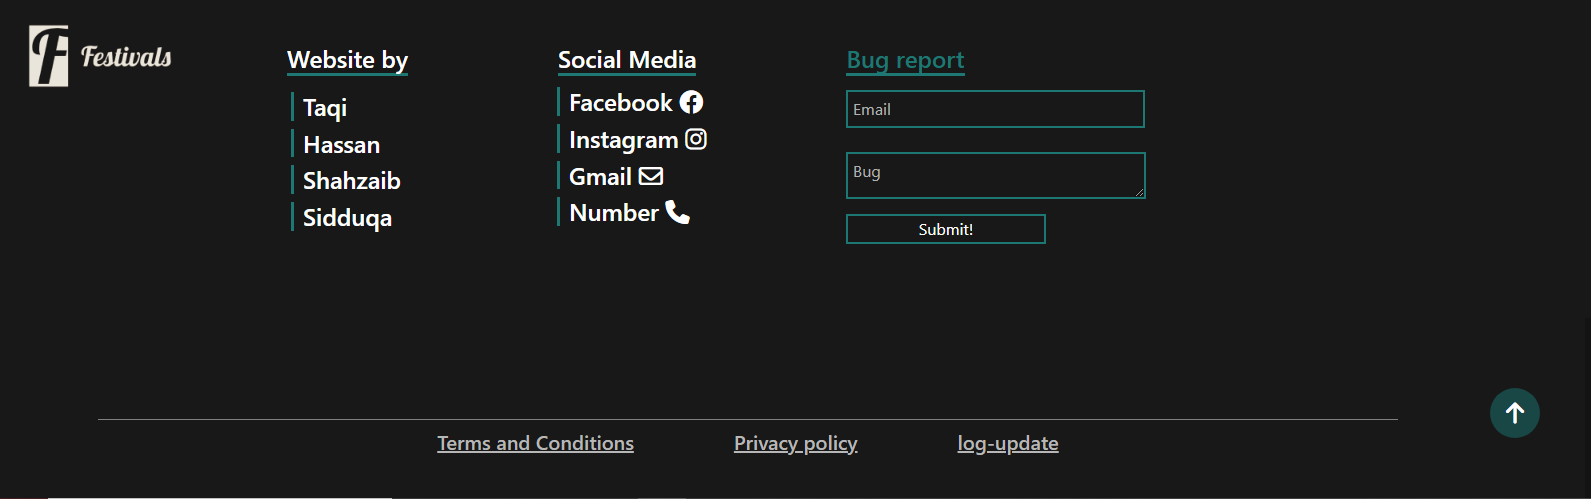 F Festivals
Website by
Taqi
Hassan
Shahzaib
Sidduqa
Social Media
Facebook
Instagram
Gmail
Number
Bug report
Email
Bug
Submit!
Terms and Conditions
Privacy policy
log-update